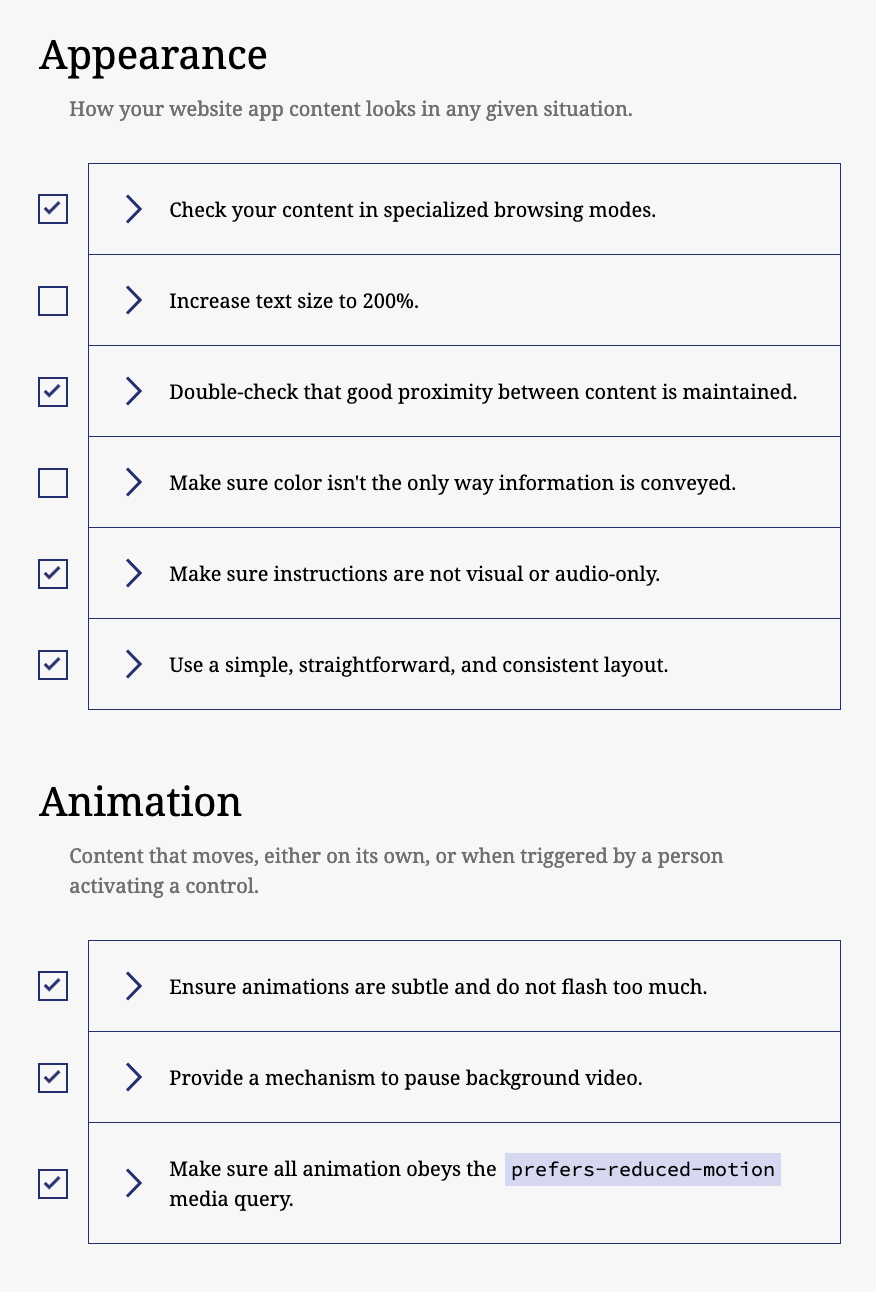 Appearance
How your website app content looks in any given situation.
Check your content in specialized browsing modes.
Increase text size to 200%.
Double-check that good proximity between content is maintained.
Make sure color isn't the only way information is conveyed.
Make sure instructions are not visual or audio-only.
Use a simple, straightforward, and consistent layout.
Animation
Content that moves, either on its own, or when triggered by a person
activating a control.
Ensure animations are subtle and do not flash too much.
Provide a mechanism to pause background video.
Make sure all animation obeys the prefers-reduced-motion
media query.